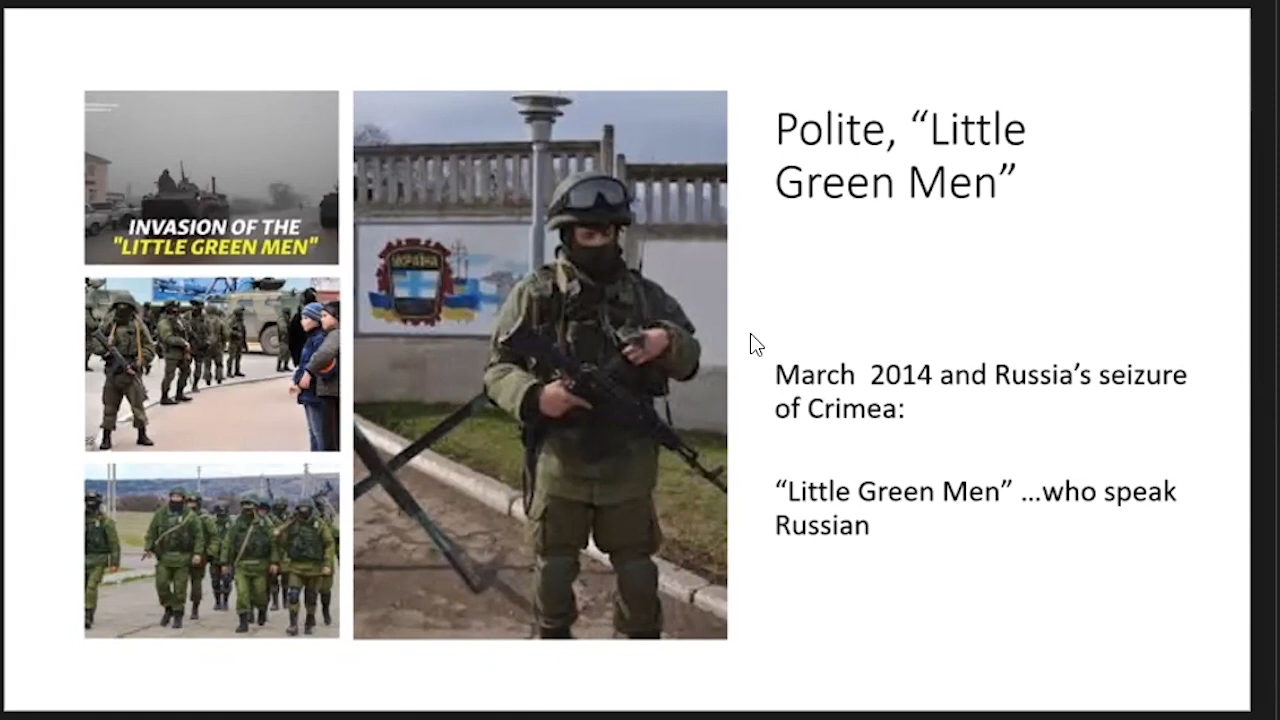 Polite, “Little
Green Men”
INVASION OF THE
"LITTLE GREEN MEN"
УКРАЇНА
March  2014 and Russia’s seizure
of Crimea:
“Little Green Men” …who speak
Russian